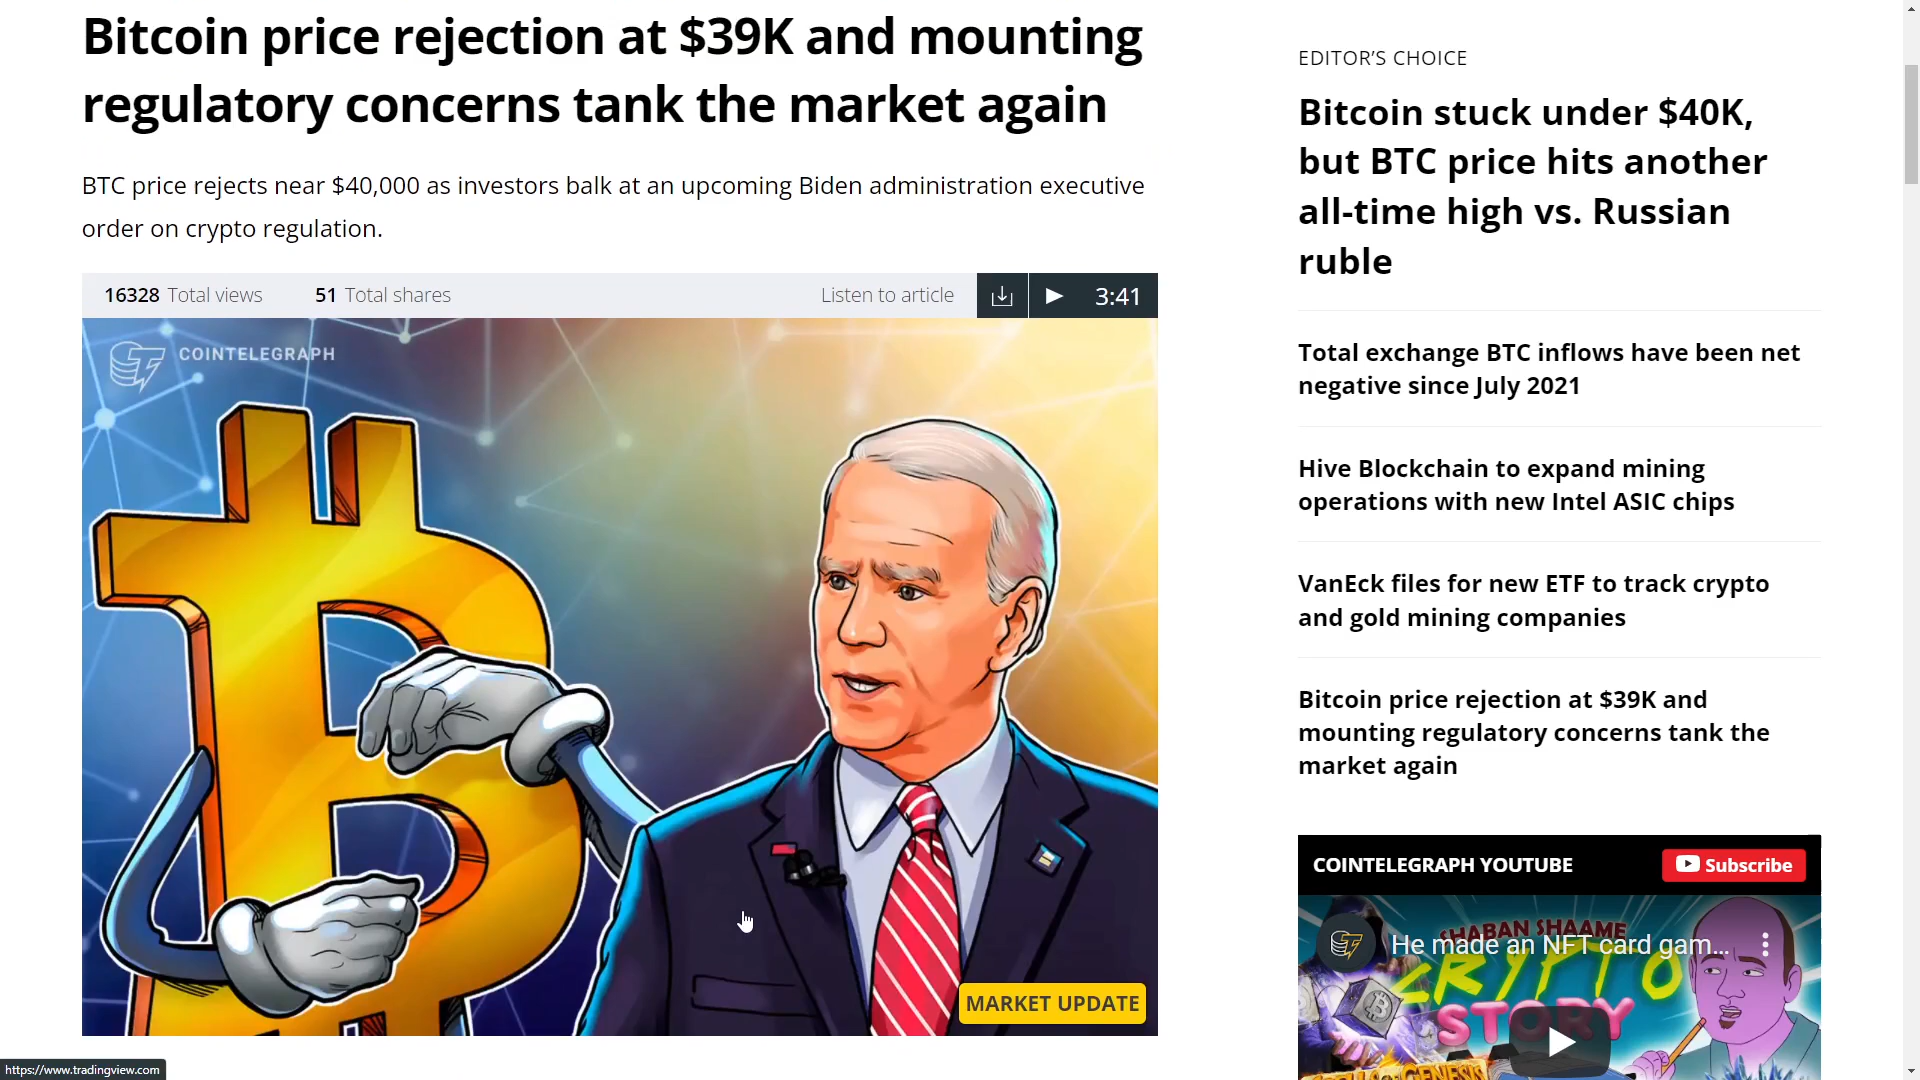 Bitcoin price rejection at $39K and mounting
regulatory concerns tank the market again
BTC price rejects near $40,000 as investors balk at an upcoming Biden administration executive
order on crypto regulation.
16328 Total views 51 Total shares Listen to article 3:41
COINTELEGRAPH
MARKET UPDATE
EDITOR’S CHOICE
Bitcoin stuck under $40K,
but BTC price hits another
all-time high vs. Russian
ruble
Total exchange BTC inflows have been net
negative since July 2021
Hive Blockchain to expand mining
operations with new Intel ASIC chips
VanEck files for new ETF to track crypto
and gold mining companies
Bitcoin price rejection at $39K and
mounting regulatory concerns tank the
market again
COINTELEGRAPH YOUTUBE Subscribe
SHABAN SHAAME
He made an NFT card gam...
CRYPTO
STORY
https://www.tradingview.com